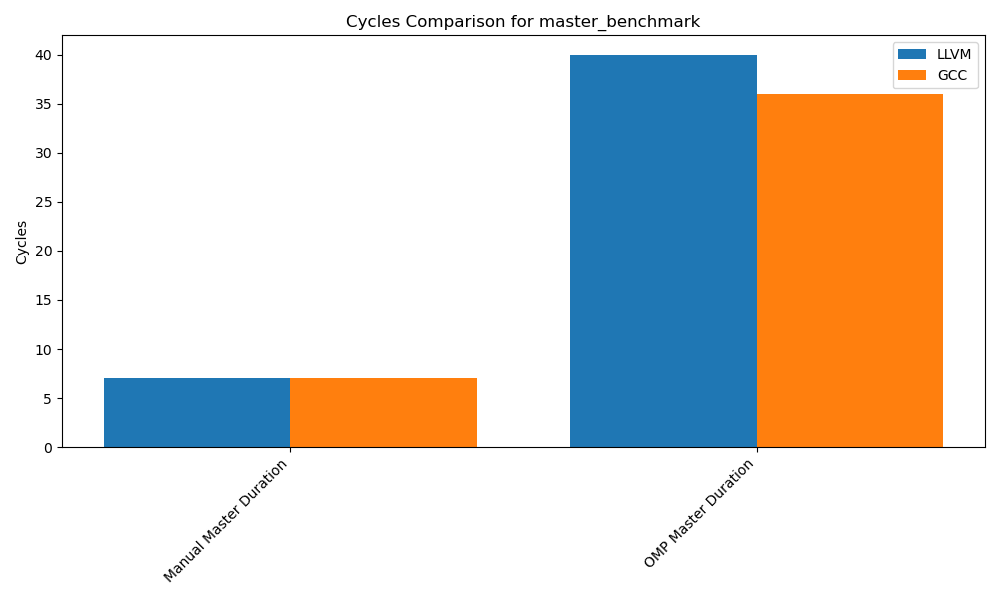 Cycles Comparison for master_benchmark
LLVM
GCC
Cycles
40
35
30
25
20
15
10
5
0
Manual Master Duration
OMP Master Duration